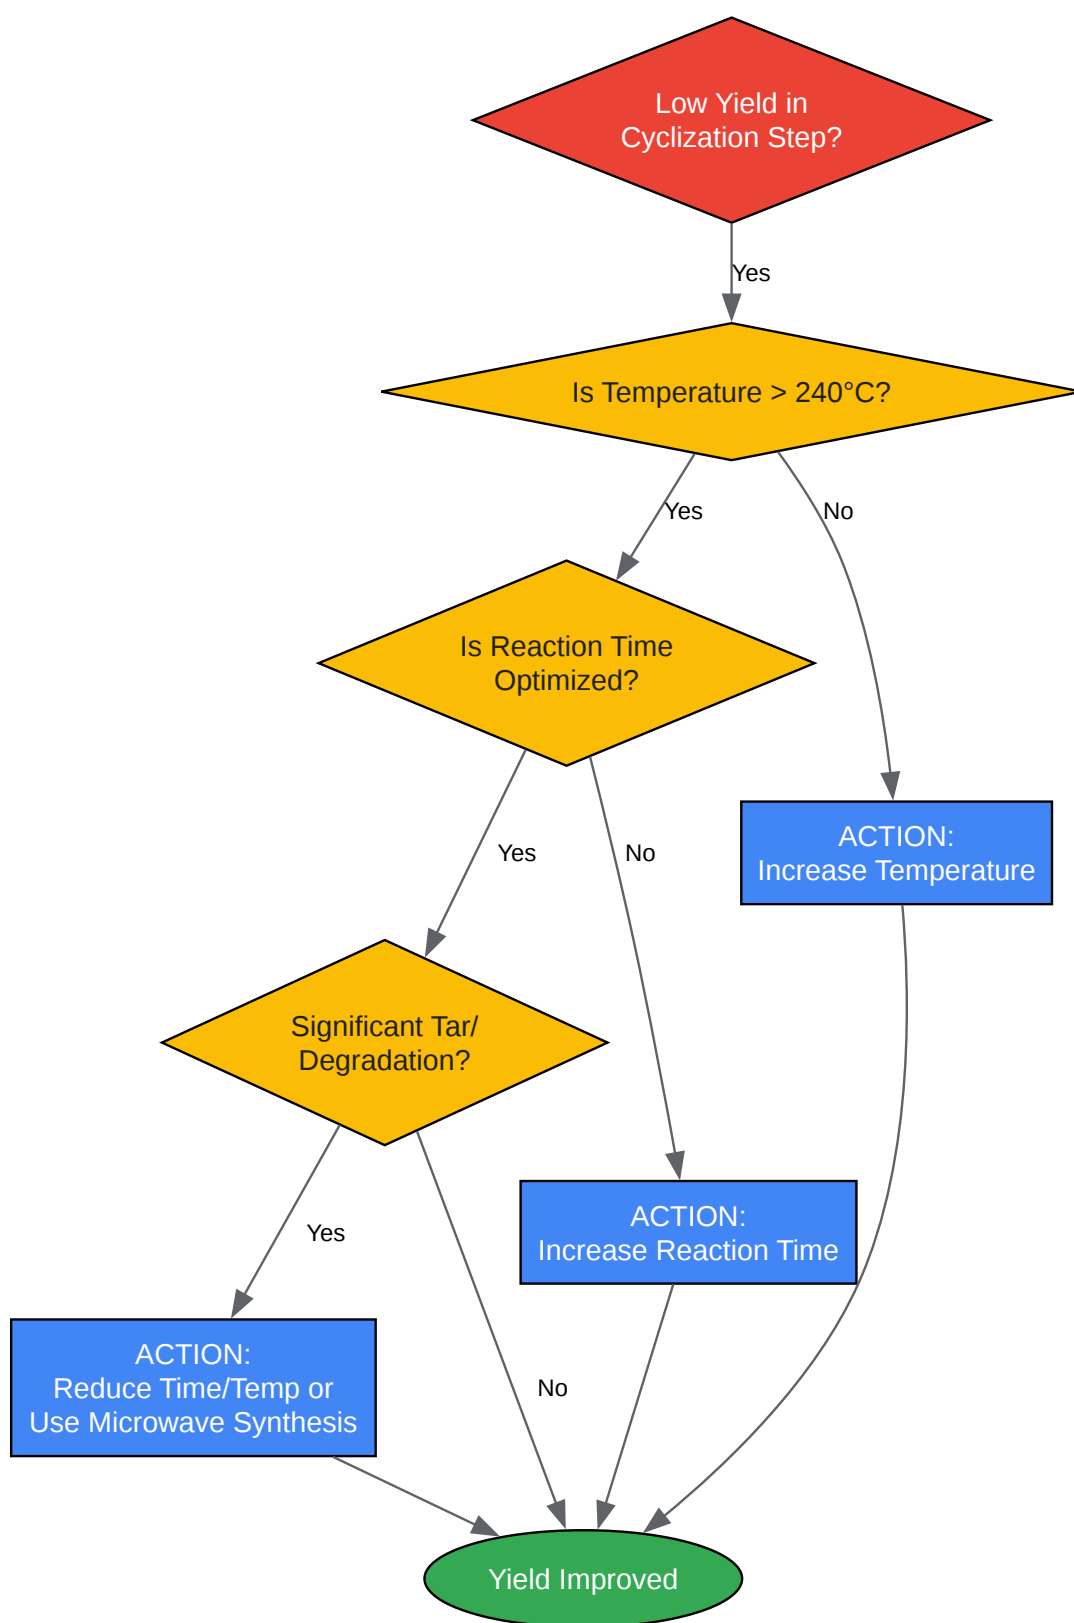 Low Yield in
Cyclization Step?
Yes
Is Temperature > 240°C?
Yes
No
Is Reaction Time
Optimized?
ACTION:
Increase Temperature
Yes
No
Significant Tar/
Degradation?
ACTION:
Increase Reaction Time
Yes
ACTION:
Reduce Time/Temp or
Use Microwave Synthesis
No
Yield Improved